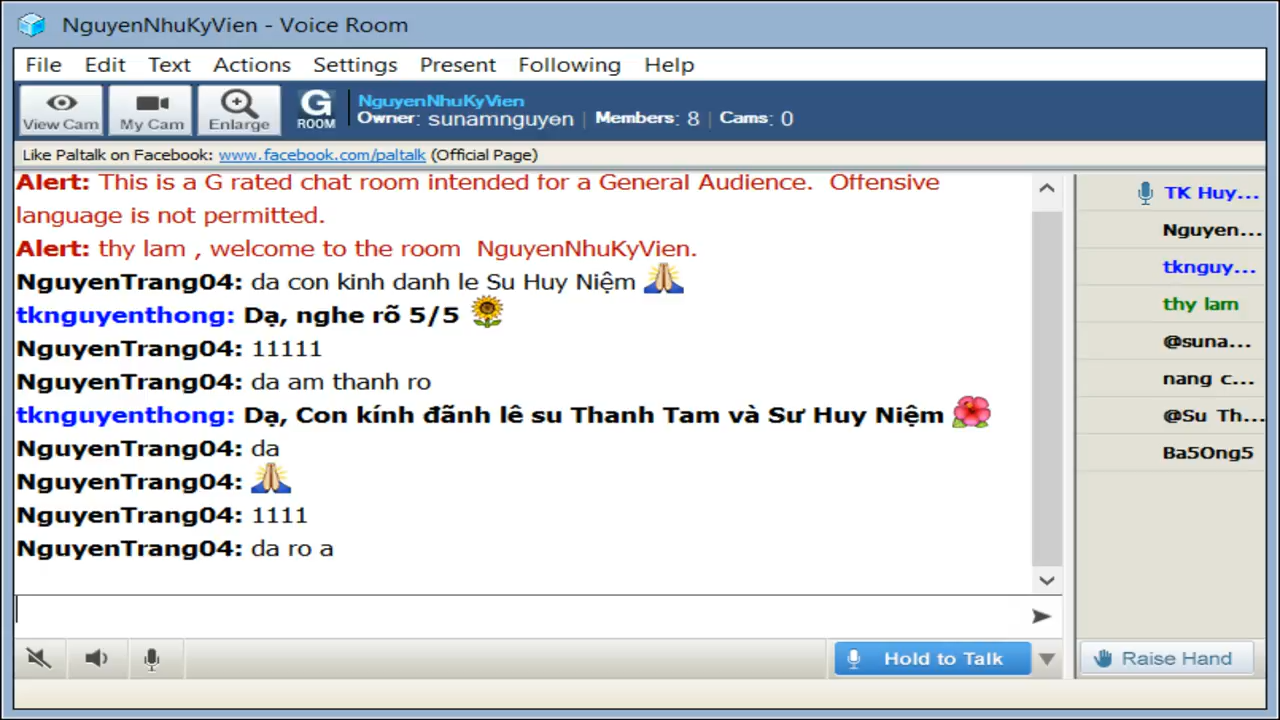 NguyenNhuKyVien - Voice Room
File Edit Text Actions Settings Present Following Help
View Cam My Cam Enlarge G ROOM
NguyenNhuKyVien
Owner: sunamnguyen | Members: 8 | Cams: 0
Like Paltalk on Facebook: www.facebook.com/paltalk (Official Page)
Alert: This is a G rated chat room intended for a General Audience. Offensive
language is not permitted.
Alert: thy lam , welcome to the room NguyenNhuKyVien.
NguyenTrang04: da con kinh danh le Su Huy Niệm
tknguyenthong: Dạ, nghe rõ 5/5
NguyenTrang04: 11111
NguyenTrang04: da am thanh ro
tknguyenthong: Dạ, Con kính đãnh lê su Thanh Tam và Sư Huy Niệm
NguyenTrang04: da
NguyenTrang04:
NguyenTrang04: 1111
NguyenTrang04: da ro a
TK Huy...
Nguyen...
tknguy...
thy lam
@suna...
nang c...
@Su Th...
Ba5Ong5
Hold to Talk
Raise Hand